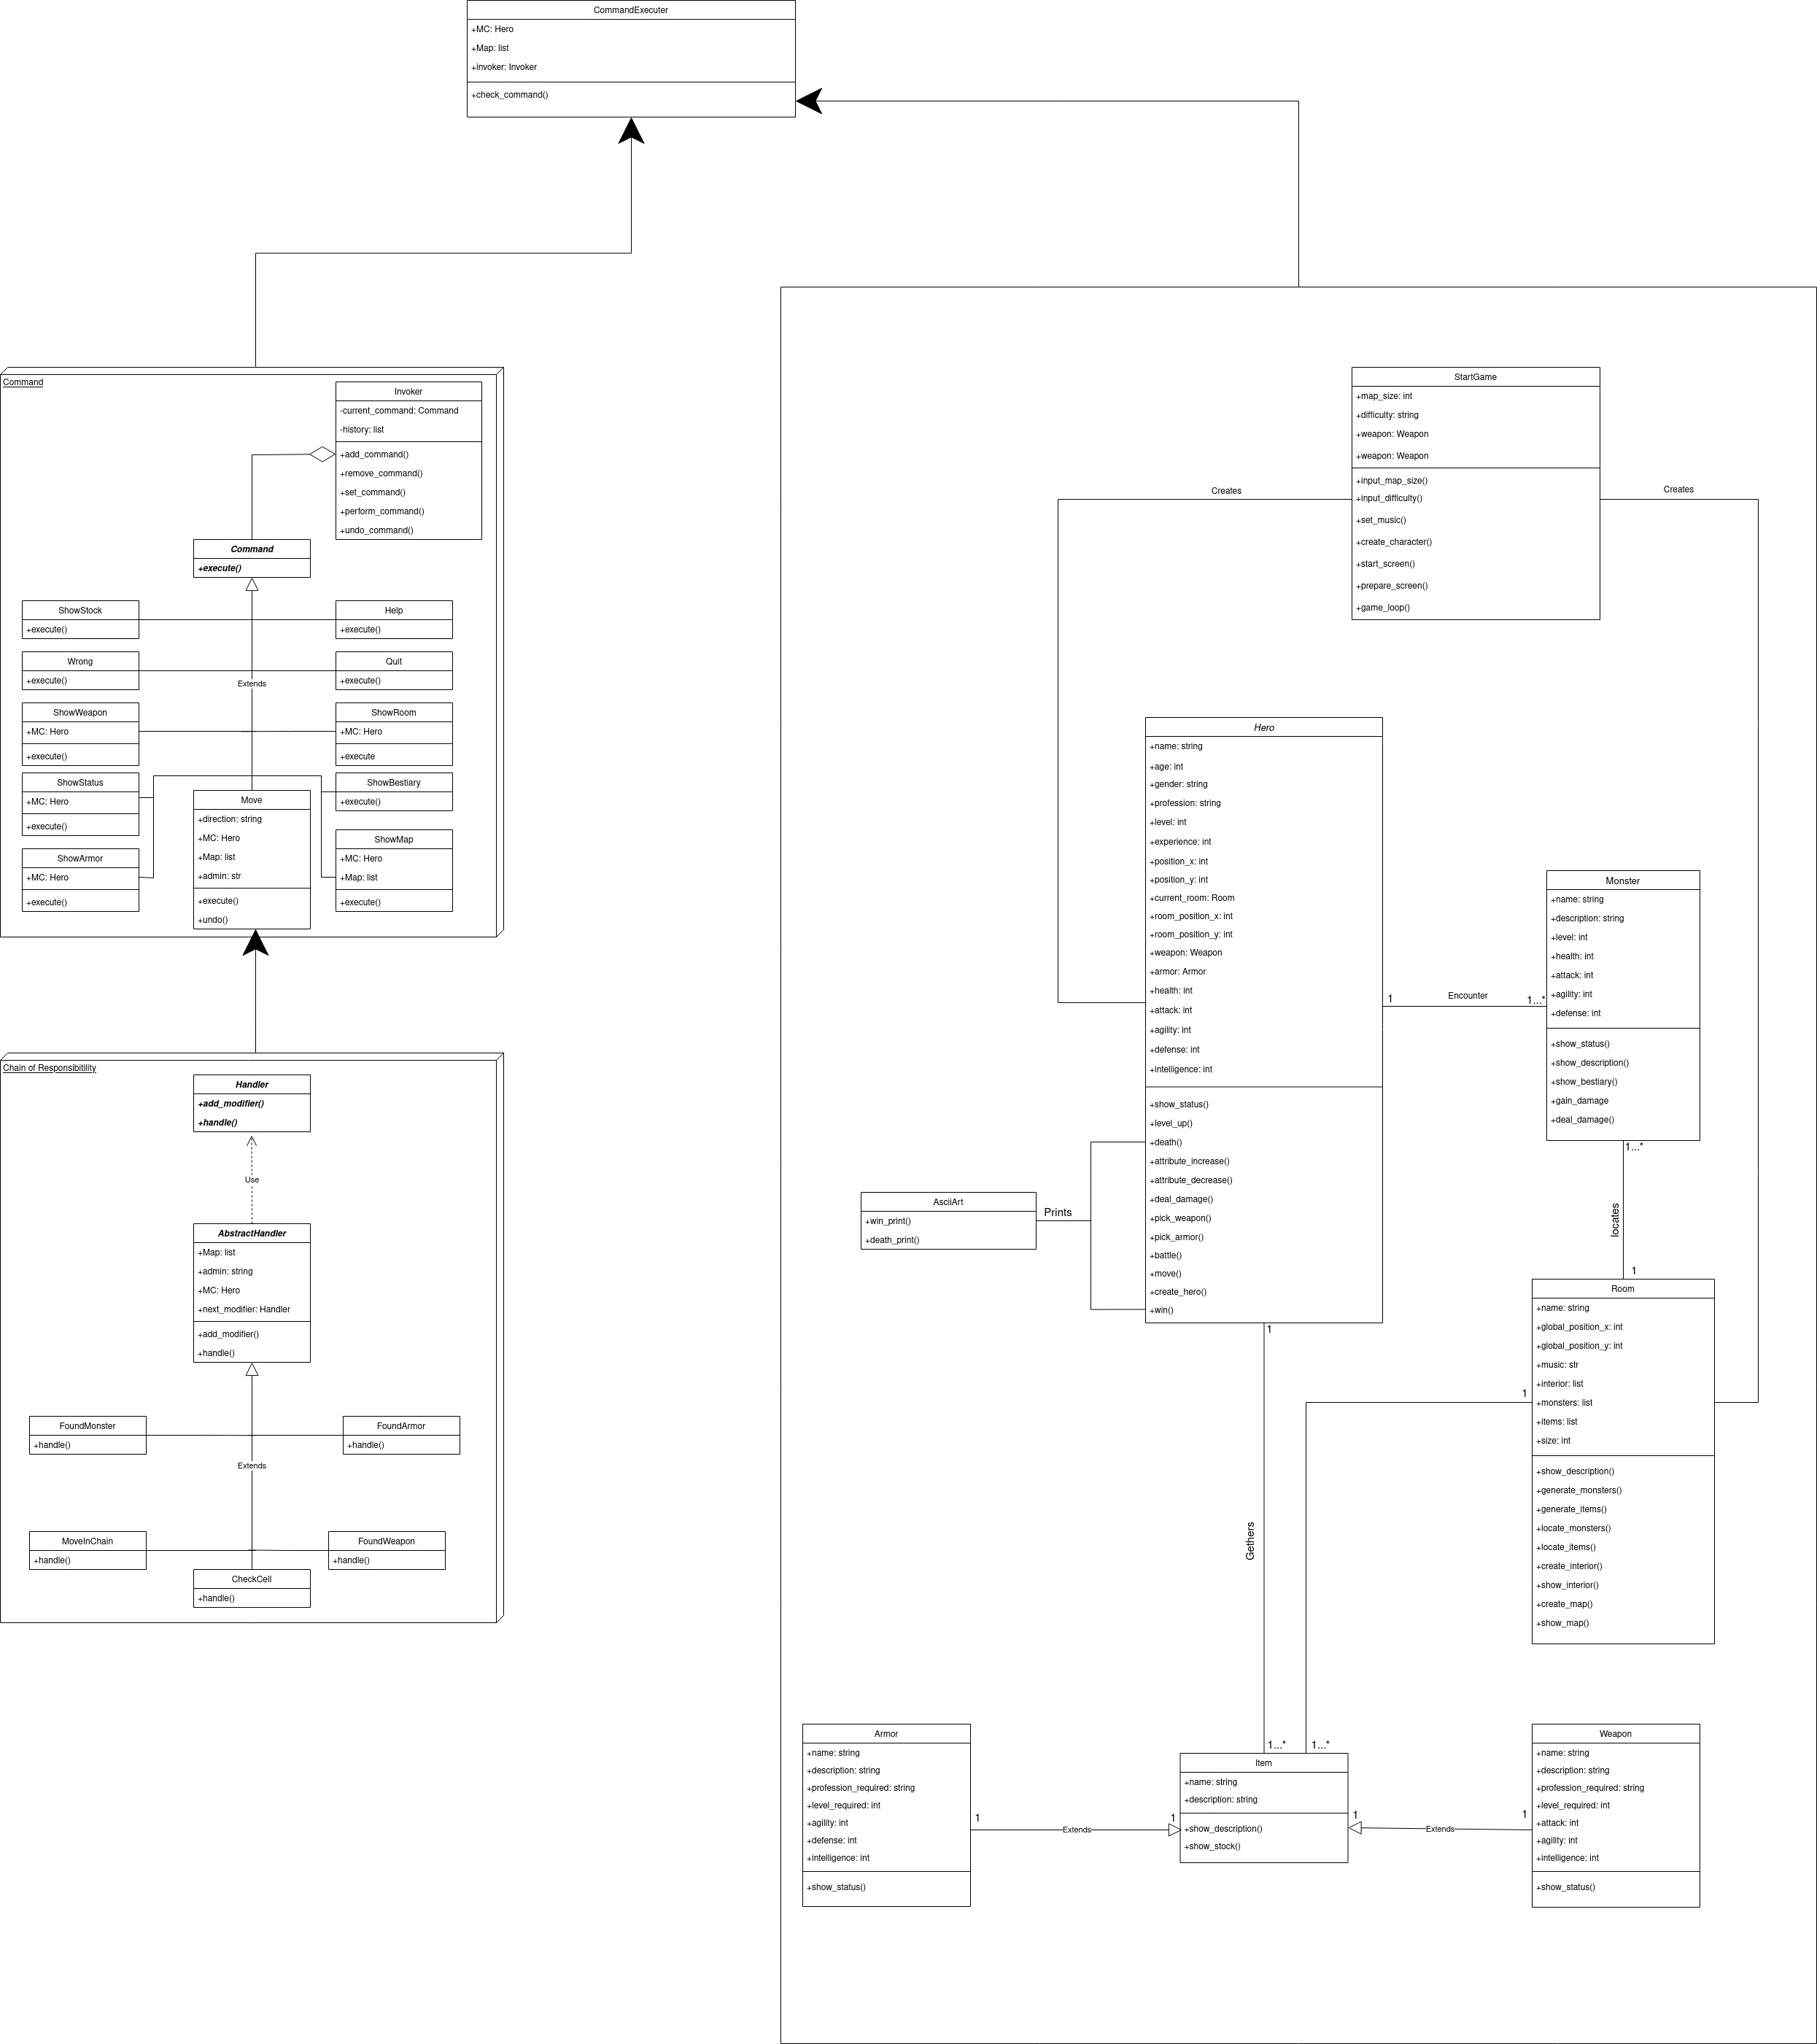 CommandExecuter
+MC: Hero
+Map: list
+invoker: Invoker
+check_command()
Command
Invoker
-current_command: Command
-history: list
+add_command()
+remove_command()
+set_command()
+perform_command()
+undo_command()
Command
+execute()
ShowStock
+execute()
Help
+execute()
Wrong
+execute()
Quit
+execute()
Extends
ShowWeapon
+MC: Hero
+execute()
ShowRoom
+MC: Hero
+execute
ShowStatus
+MC: Hero
+execute()
ShowBestiary
+execute()
Move
+direction: string
+MC: Hero
+Map: list
+admin: str
+execute()
+undo()
ShowArmor
+MC: Hero
+execute()
ShowMap
+MC: Hero
+Map: list
+execute()
Chain of Responsibitility
Handler
+add_modifier()
+handle()
Use
AbstractHandler
+Map: list
+admin: string
+MC: Hero
+next_modifier: Handler
+add_modifier()
+handle()
FoundMonster
+handle()
FoundArmor
+handle()
Extends
MoveInChain
+handle()
FoundWeapon
+handle()
CheckCell
+handle()
StartGame
+map_size: int
+difficulty: string
+weapon: Weapon
+weapon: Weapon
+input_map_size()
+input_difficulty()
+set_music()
+create_character()
+start_screen()
+prepare_screen()
+game_loop()
Creates
Creates
Hero
+name: string
+age: int
+gender: string
+profession: string
+level: int
+experience: int
+position_x: int
+position_y: int
+current_room: Room
+room_position_x: int
+room_position_y: int
+weapon: Weapon
+armor: Armor
+health: int
+attack: int
+agility: int
+defense: int
+intelligence: int
+show_status()
+level_up()
+death()
+attribute_increase()
+attribute_decrease()
+deal_damage()
+pick_weapon()
+pick_armor()
+battle()
+move()
+create_hero()
+win()
1
Encounter
1...*
Monster
+name: string
+description: string
+level: int
+health: int
+attack: int
+agility: int
+defense: int
+show_status()
+show_description()
+show_bestiary()
+gain_damage
+deal_damage()
1...*
locates
1
AsciiArt
+win_print()
+death_print()
Prints
Room
+name: string
+global_position_x: int
+global_position_y: int
+music: str
+interior: list
+monsters: list
+items: list
+size: int
+show_description()
+generate_monsters()
+generate_items()
+locate_monsters()
+locate_items()
+create_interior()
+show_interior()
+create_map()
+show_map()
1
1
Gethers
1...*
1...*
Armor
+name: string
+description: string
+profession_required: string
+level_required: int
+agility: int
+defense: int
+intelligence: int
+show_status()
1
Extends
1
Item
+name: string
+description: string
+show_description()
+show_stock()
1
Extends
1
Weapon
+name: string
+description: string
+profession_required: string
+level_required: int
+attack: int
+agility: int
+intelligence: int
+show_status()